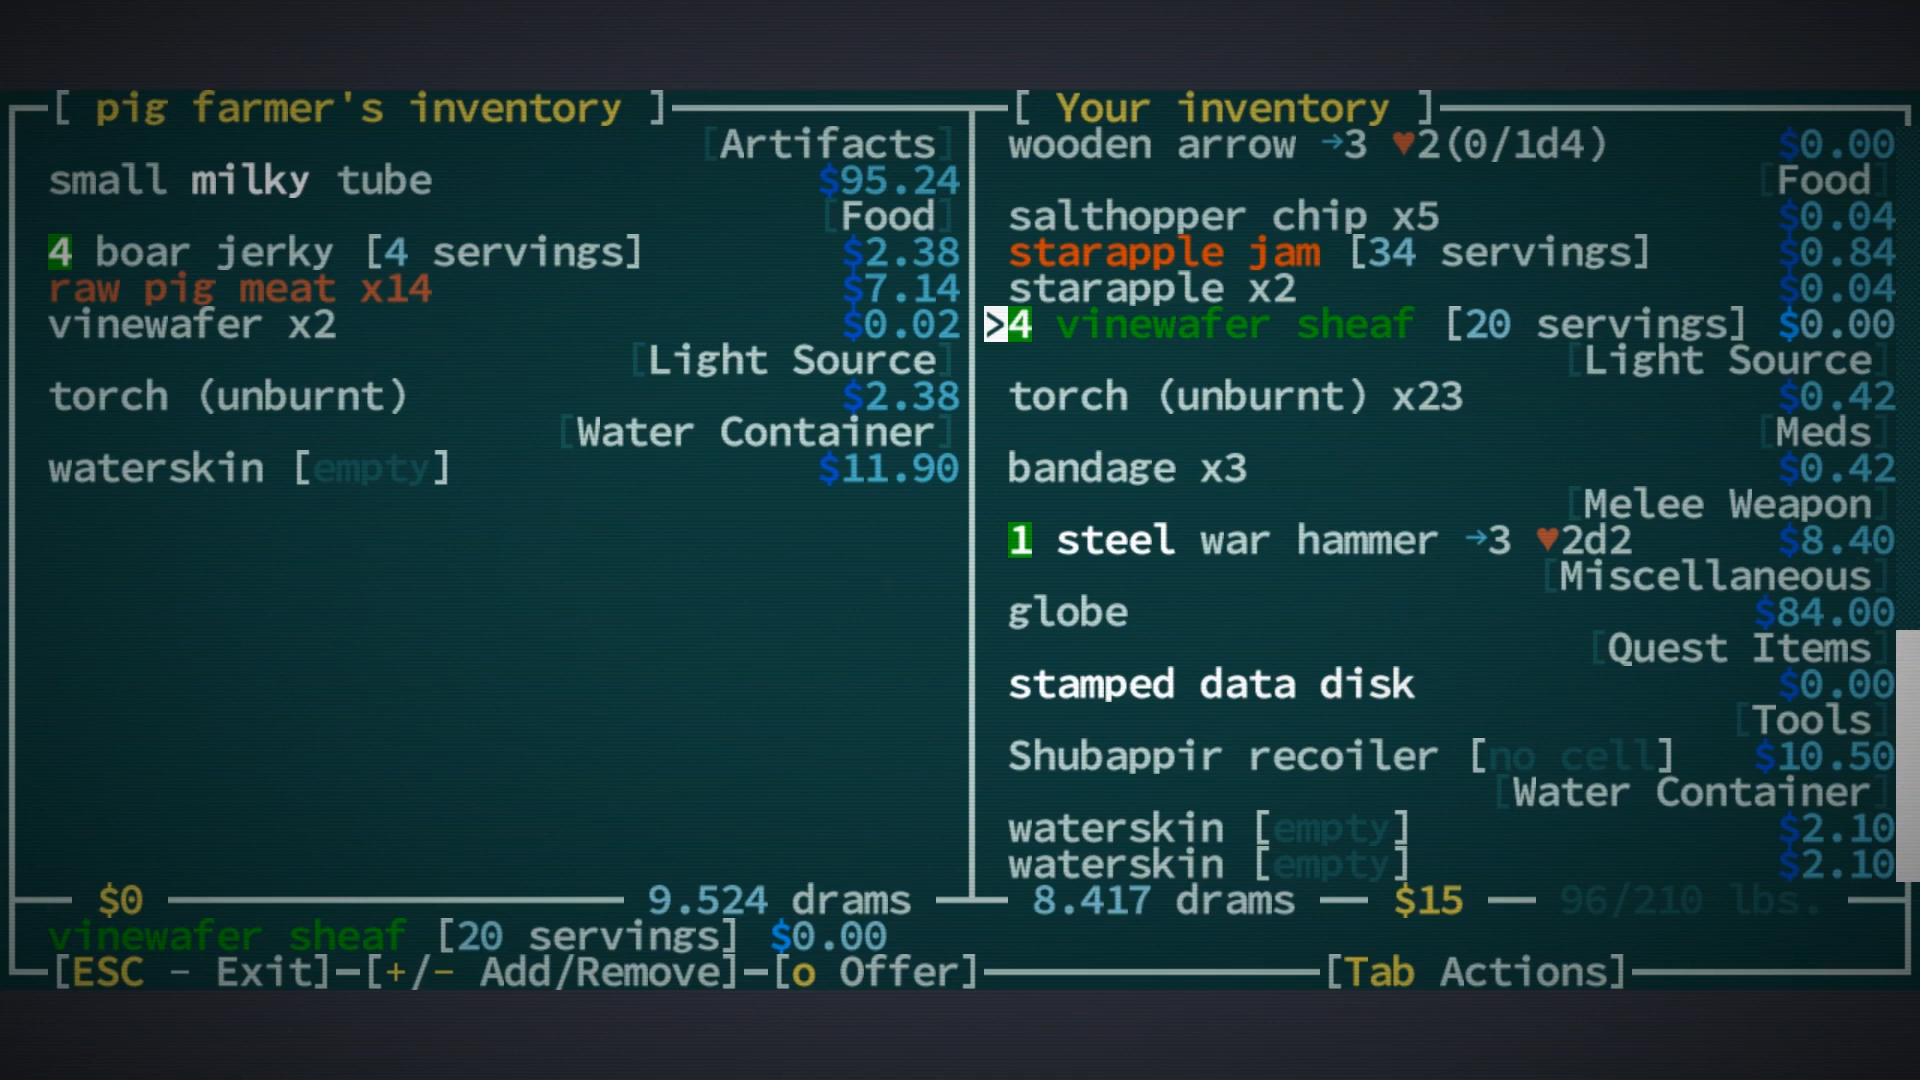 [ pig farmer's inventory ]
[Artifacts]
small milky tube $95.24
[Food]
4 boar jerky [4 servings] $2.38
raw pig meat x14 $7.14
vinewafer x2 $0.02
[Light Source]
torch (unburnt) $2.38
[Water Container]
waterskin [empty] $11.90
$0 9.524 drams
[ Your inventory ]
wooden arrow →3 ♥2(0/1d4) $0.00
[Food]
salthopper chip x5 $0.04
starapple jam [34 servings] $0.84
starapple x2 $0.04
>4 vinewafer sheaf [20 servings] $0.00
[Light Source]
torch (unburnt) x23 $0.42
[Meds]
bandage x3 $0.42
[Melee Weapon]
1 steel war hammer →3 ♥2d2 $8.40
[Miscellaneous]
globe $84.00
[Quest Items]
stamped data disk $0.00
[Tools]
Shubappir recoiler [no cell] $10.50
[Water Container]
waterskin [empty] $2.10
waterskin [empty] $2.10
8.417 drams $15 96/210 lbs.
vinewafer sheaf [20 servings] $0.00
[ESC - Exit] [+/- Add/Remove] [o Offer] [Tab Actions]